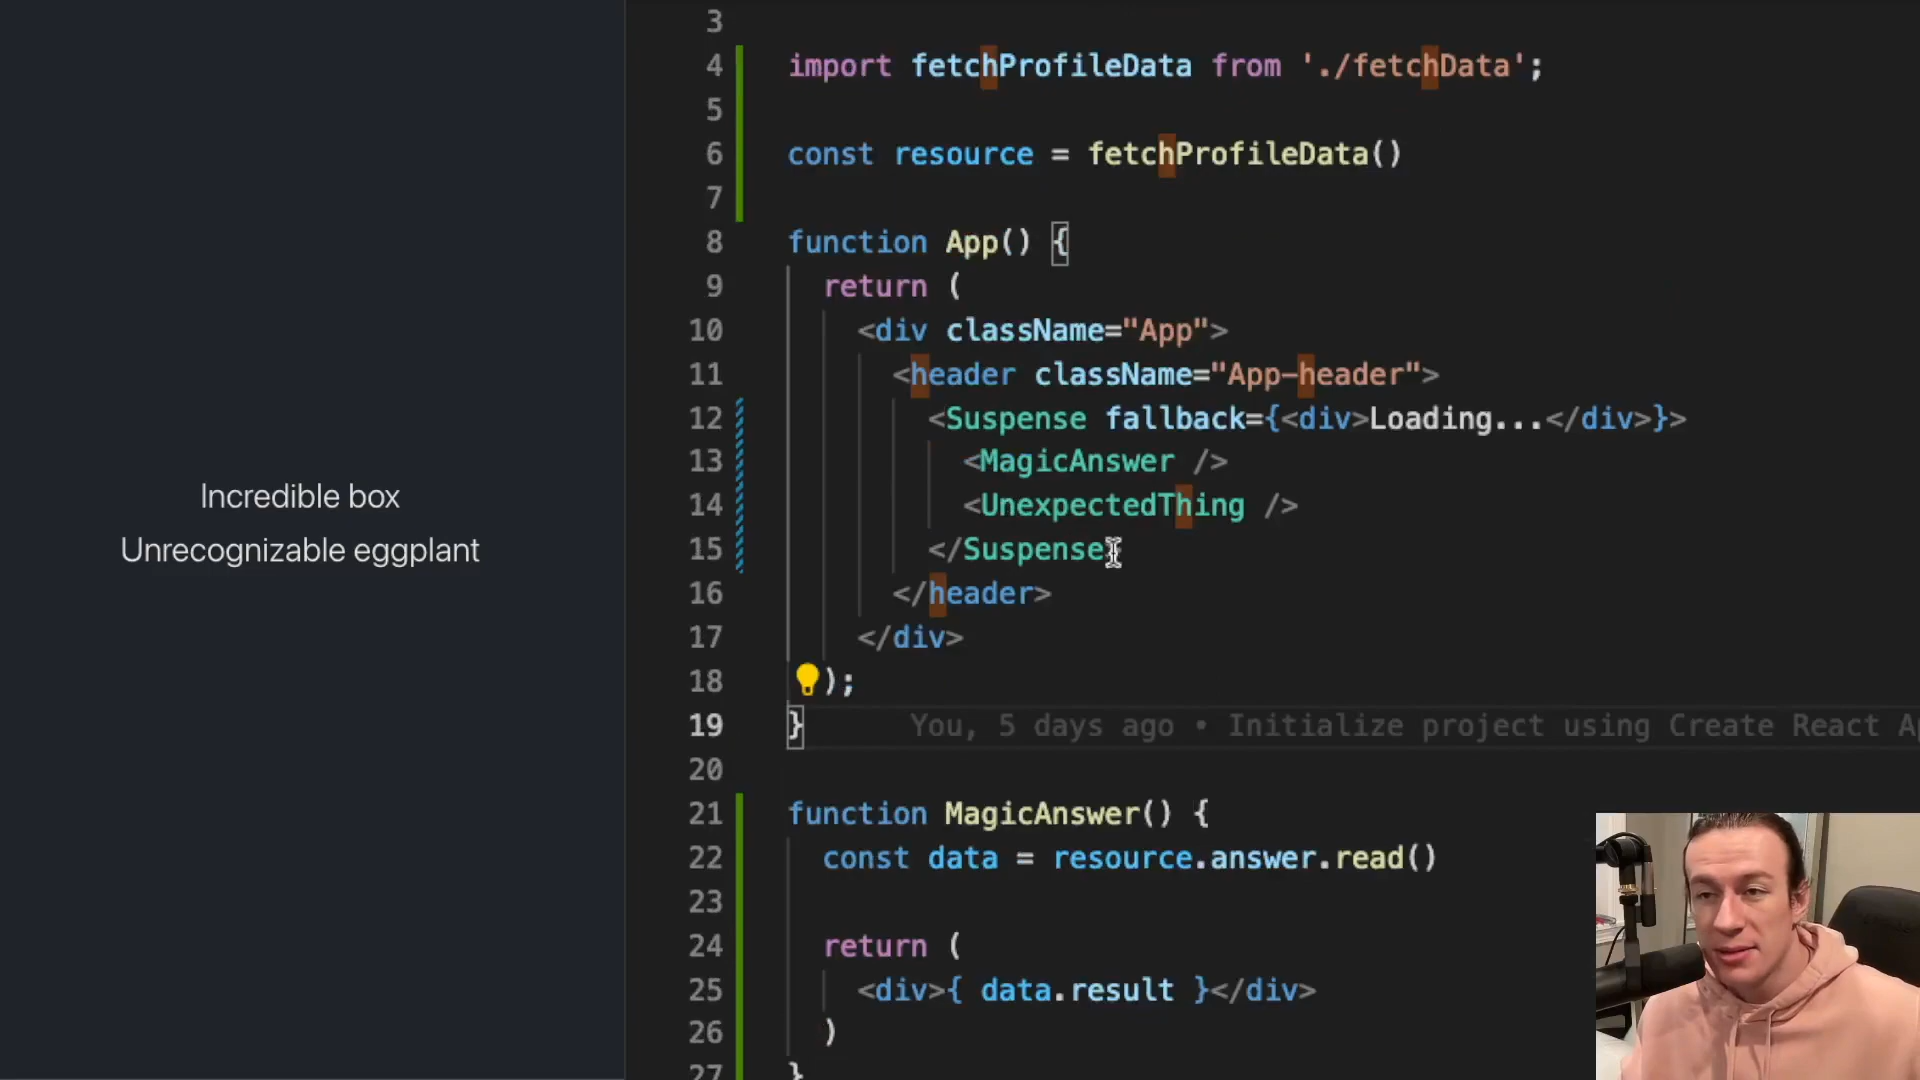 Incredible box
Unrecognizable eggplant
3
4 import fetchProfileData from './fetchData';
5
6 const resource = fetchProfileData()
7
8 function App() {
9 return (
10 <div className="App">
11 <header className="App-header">
12 <Suspense fallback={<div>Loading...</div>}>
13 <MagicAnswer />
14 <UnexpectedThing />
15 </Suspense>
16 </header>
17 </div>
18 );
19 } You, 5 days ago • Initialize project using Create React Ap
20
21 function MagicAnswer() {
22 const data = resource.answer.read()
23
24 return (
25 <div>{ data.result }</div>
26 )
27 }